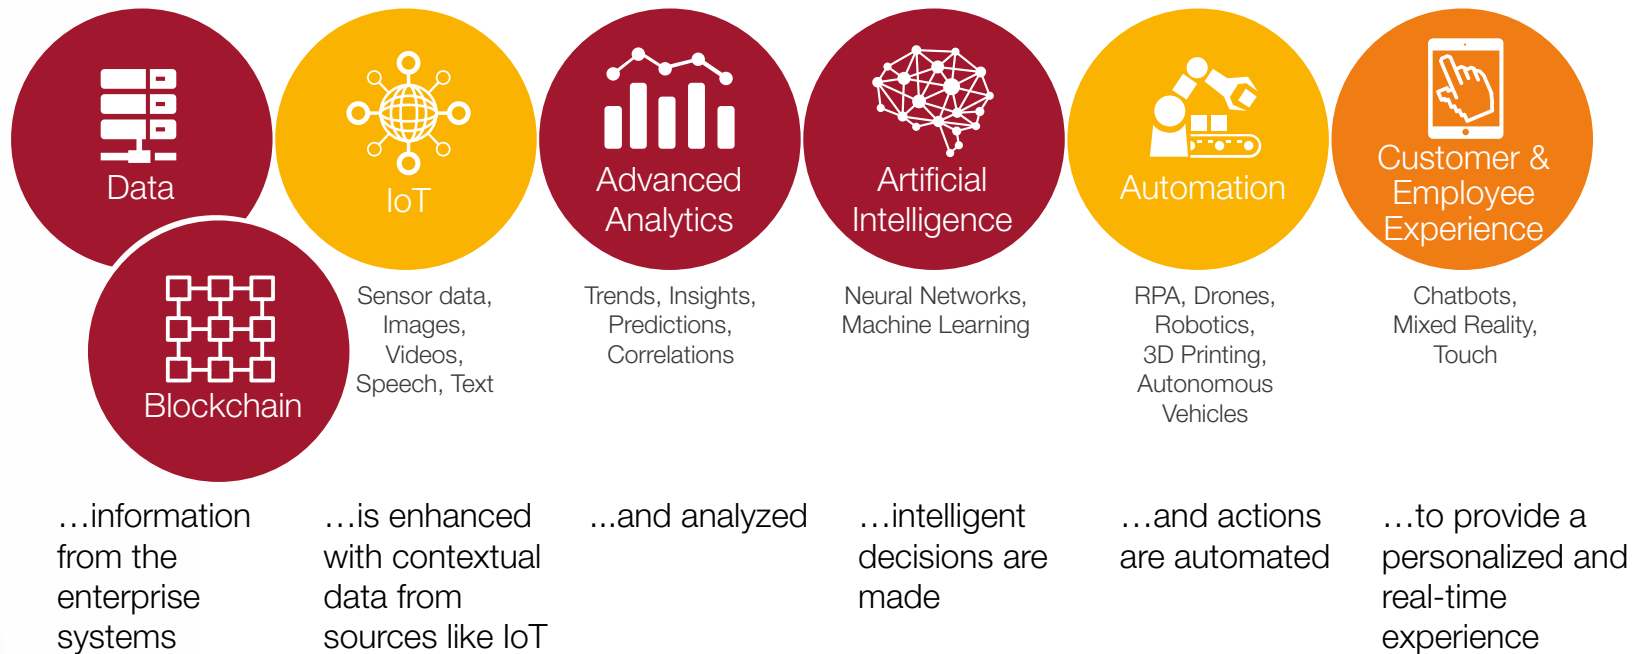 Data
Blockchain
IoT
Sensor data,
Images,
Videos,
Speech, Text
Advanced
Analytics
Trends, Insights,
Predictions,
Correlations
Artificial
Intelligence
Neural Networks,
Machine Learning
Automation
RPA, Drones,
Robotics,
3D Printing,
Autonomous
Vehicles
Customer &
Employee
Experience
Chatbots,
Mixed Reality,
Touch
…information
from the
enterprise
systems
…is enhanced
with contextual
data from
sources like IoT
...and analyzed
…intelligent
decisions are
made
…and actions
are automated
…to provide a
personalized and
real-time
experience